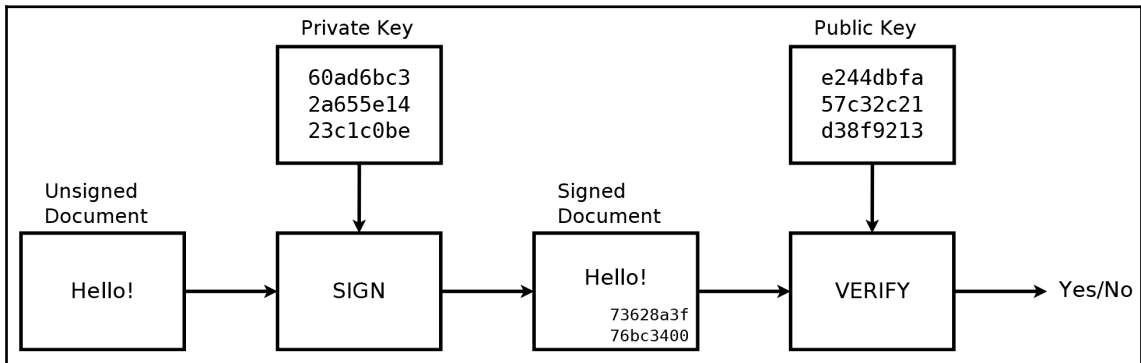 Private Key
60ad6bc3
2a655e14
23c1c0be
Public Key
e244dbfa
57c32c21
d38f9213
Unsigned
Document
Hello!
SIGN
Signed
Document
Hello!
73628a3f
76bc3400
VERIFY
Yes/No